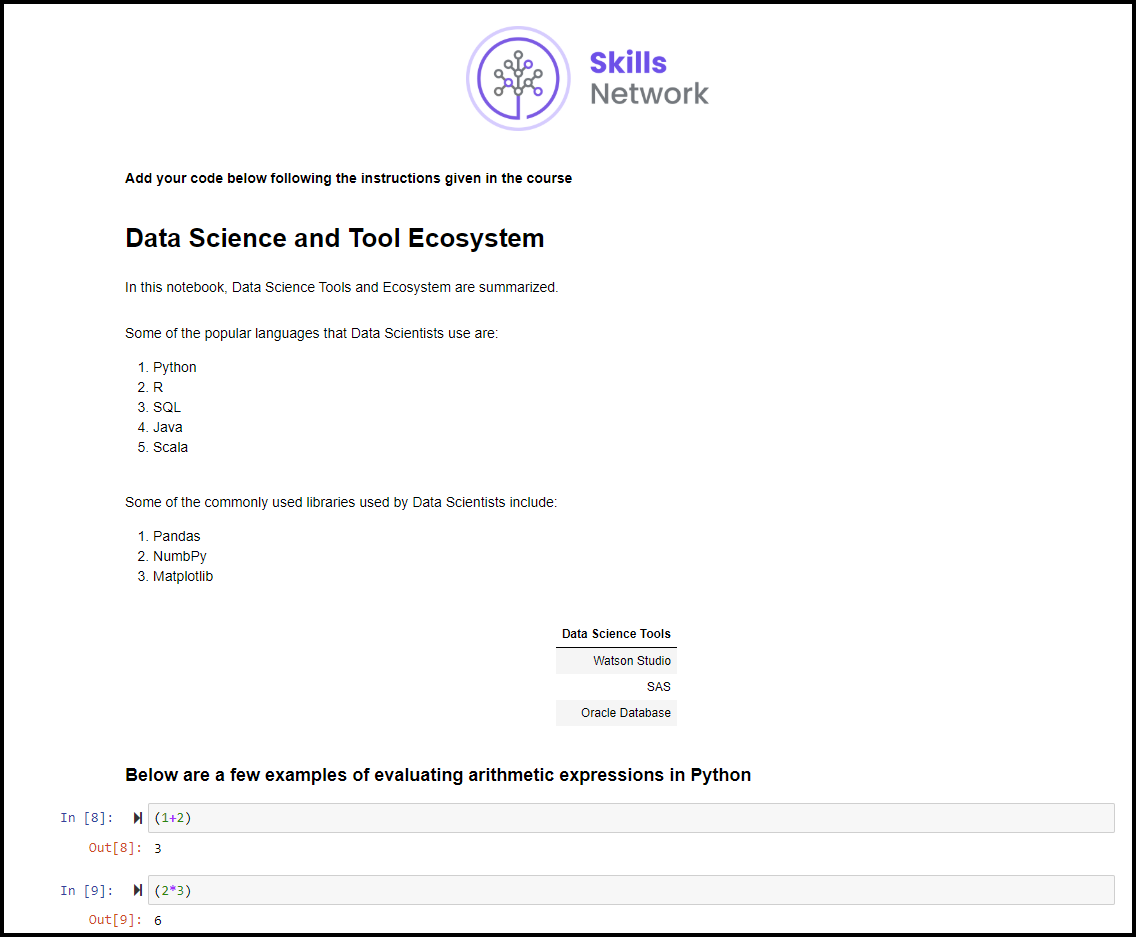 Skills
Network
Add your code below following the instructions given in the course
Data Science and Tool Ecosystem
In this notebook, Data Science Tools and Ecosystem are summarized.
Some of the popular languages that Data Scientists use are:
1. Python
2. R
3. SQL
4. Java
5. Scala
Some of the commonly used libraries used by Data Scientists include:
1. Pandas
2. NumbPy
3. Matplotlib
Data Science Tools
Watson Studio
SAS
Oracle Database
Below are a few examples of evaluating arithmetic expressions in Python
In [8]: (1+2)
Out[8]: 3
In [9]: (2*3)
Out[9]: 6